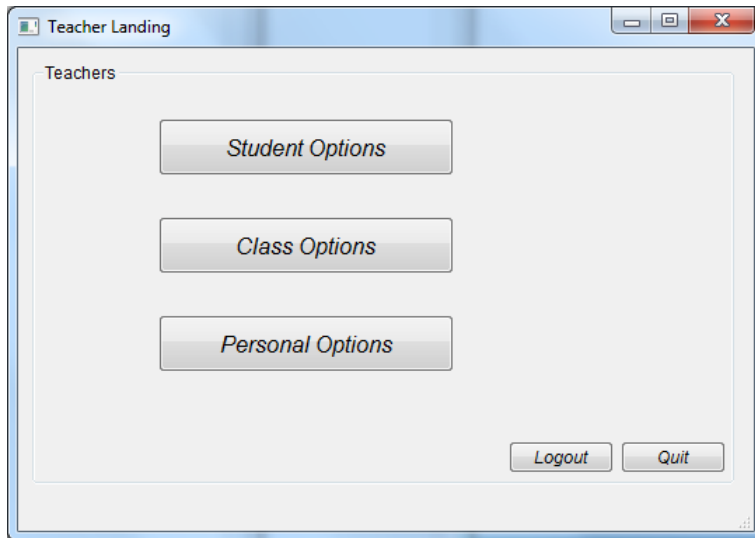 Teacher Landing
Teachers
Student Options
Class Options
Personal Options
Logout Quit